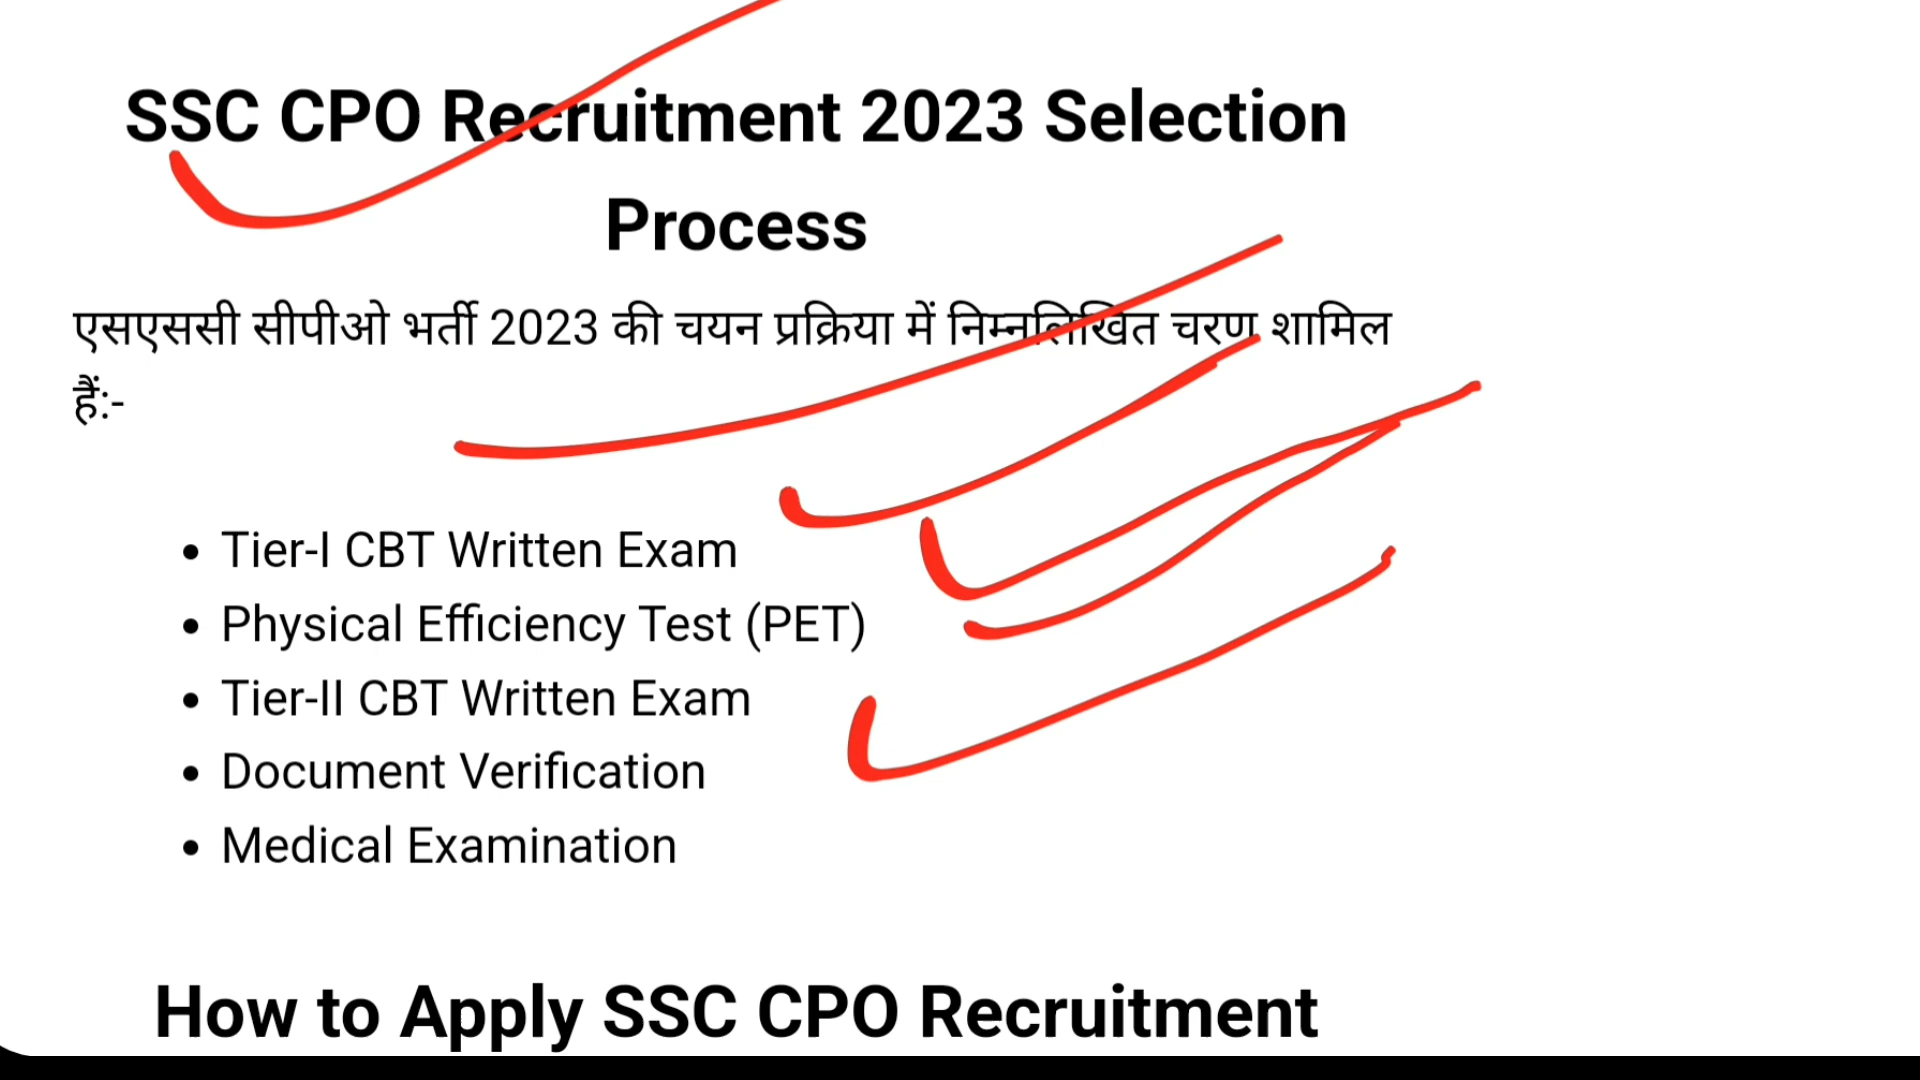 SSC CPO Recruitment 2023 Selection
Process
एसएससी सीपीओ भर्ती 2023 की चयन प्रक्रिया में निम्नलिखित चरण शामिल
हैं:-
• Tier-I CBT Written Exam
• Physical Efficiency Test (PET)
• Tier-II CBT Written Exam
• Document Verification
• Medical Examination
How to Apply SSC CPO Recruitment